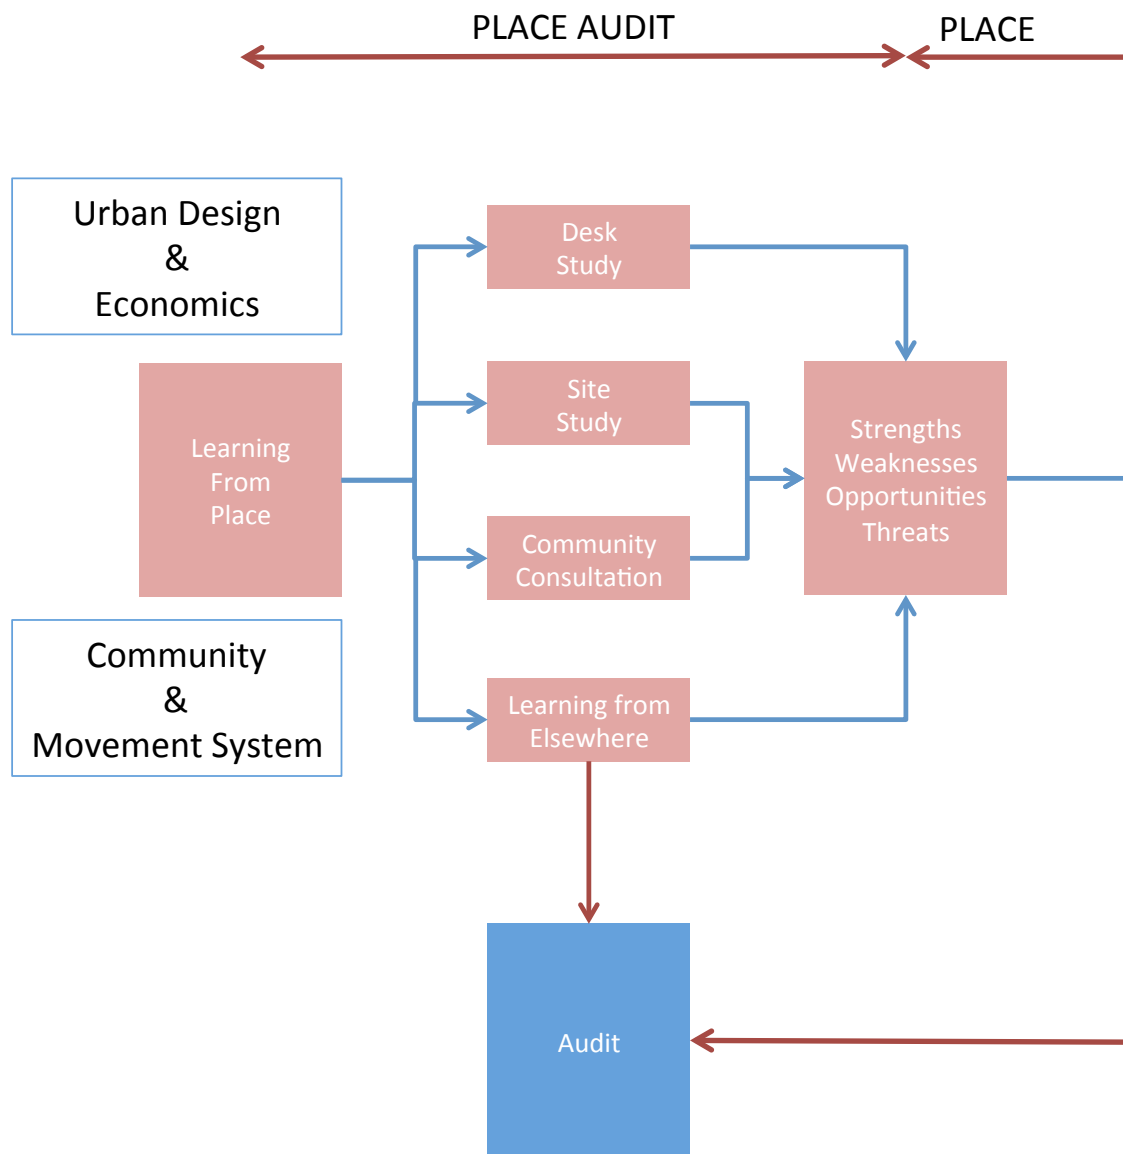 PLACE AUDIT
PLACE
Urban Design
&
Economics
Desk
Study
Site
Study
Learning
From
Place
Strengths
Weaknesses
Opportunities
Threats
Community
Consultation
Community
&
Movement System
Learning from
Elsewhere
Audit